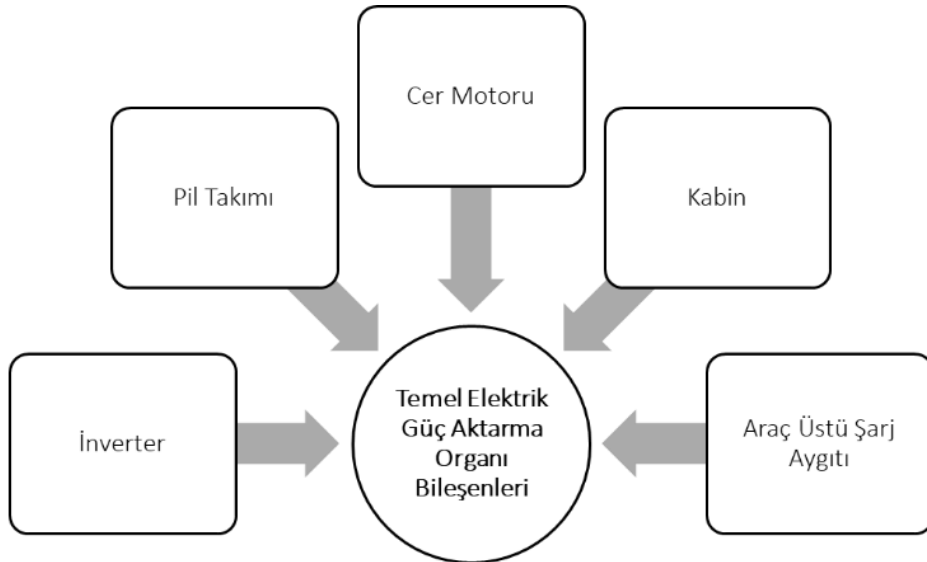 Cer Motoru
Pil Takımı
Kabin
İnverter
Temel Elektrik
Güç Aktarma
Organı
Bileşenleri
Araç Üstü Şarj
Aygıtı